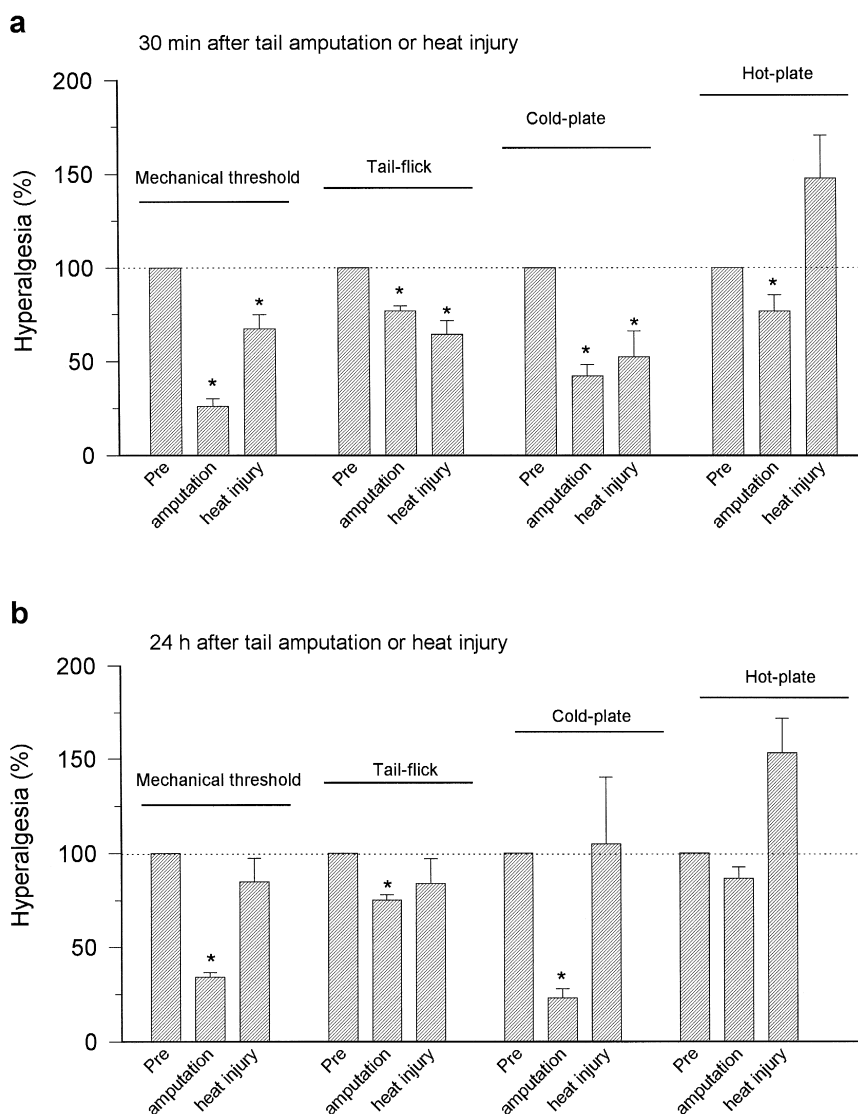 a
30 min after tail amputation or heat injury
Hot-plate
Cold-plate
Tail-flick
Mechanical threshold
Hyperalgesia (%)
200
150
100
50
0
* * * * * * *
Pre amputation heat injury Pre amputation heat injury Pre amputation heat injury Pre amputation heat injury
b
24 h after tail amputation or heat injury
Hot-plate
Cold-plate
Tail-flick
Mechanical threshold
Hyperalgesia (%)
200
150
100
50
0
* * *
Pre amputation heat injury Pre amputation heat injury Pre amputation heat injury Pre amputation heat injury